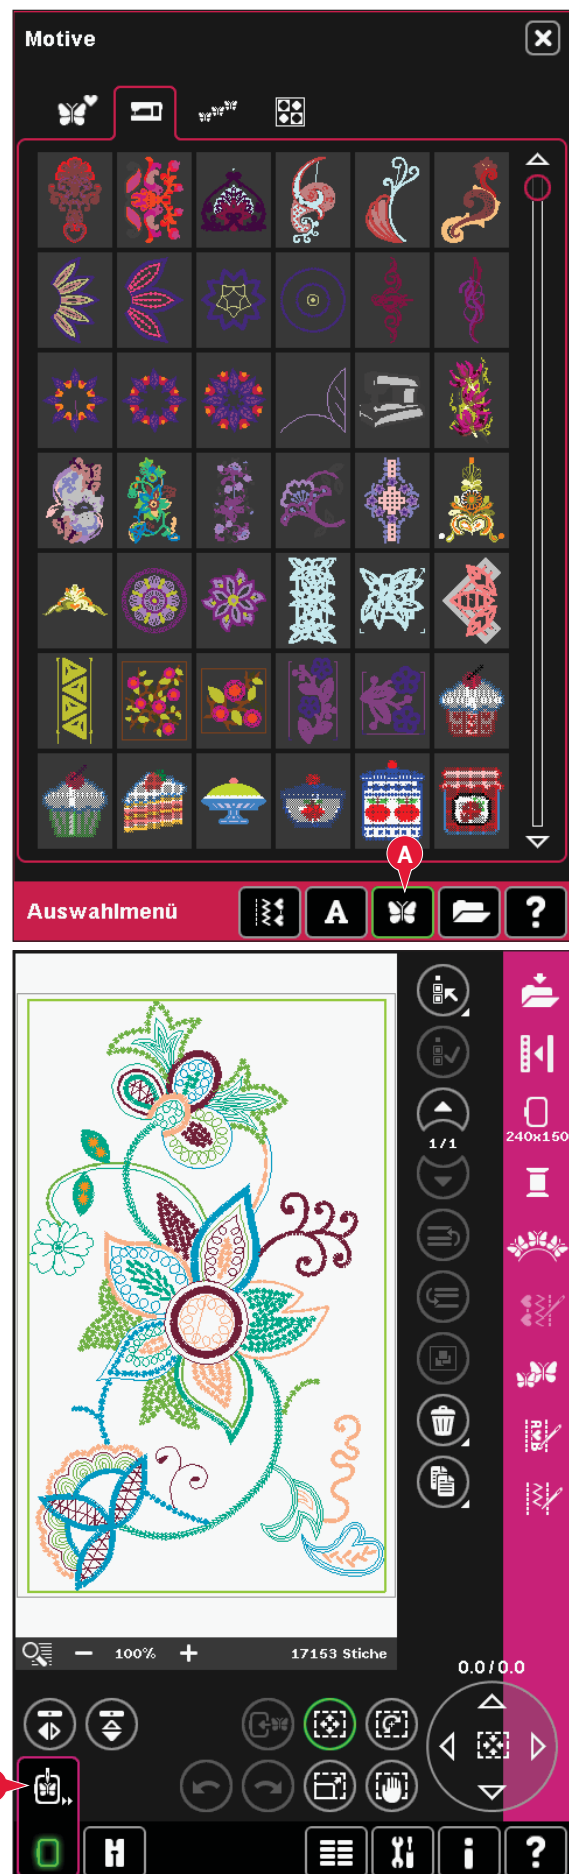 Motive
A
Auswahlmenü
A
?
1/1
240x150
A♥B
100%
17153 Stiche
0.0/0.0
i
?